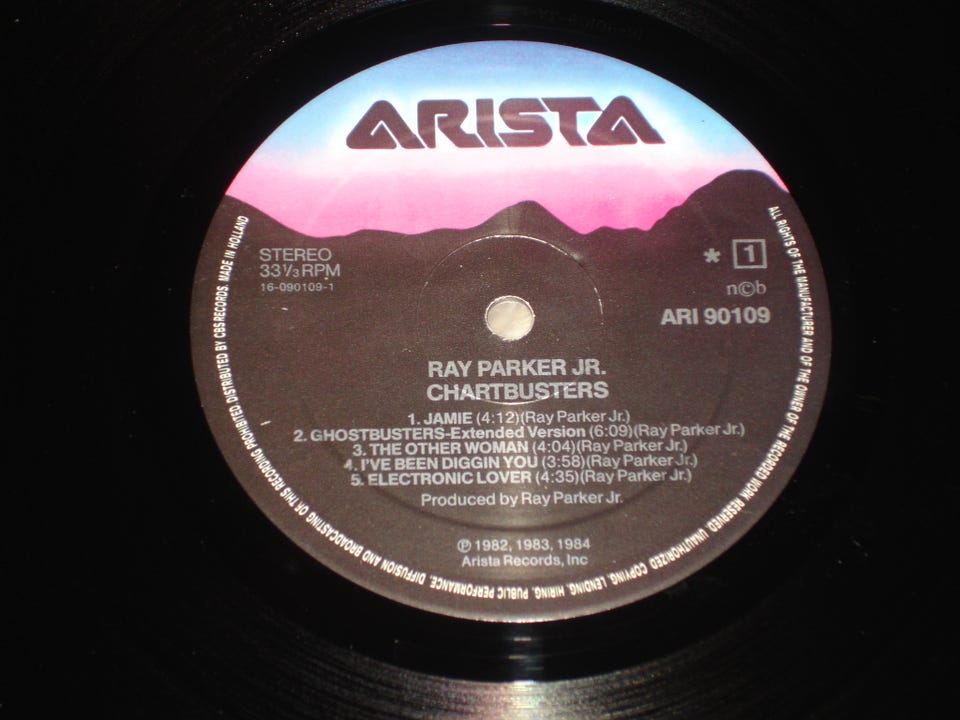 ARISTA
STEREO
33⅓ RPM
16-090109-1
* 1
n©b
ARI 90109
RAY PARKER JR.
CHARTBUSTERS
1. JAMIE (4:12)(Ray Parker Jr.)
2. GHOSTBUSTERS-Extended Version (6:09)(Ray Parker Jr.)
3. THE OTHER WOMAN (4:04)(Ray Parker Jr.)
4. I'VE BEEN DIGGIN YOU (3:58)(Ray Parker Jr.)
5. ELECTRONIC LOVER (4:35)(Ray Parker Jr.)
Produced by Ray Parker Jr.
℗ 1982, 1983, 1984
Arista Records, Inc
ALL RIGHTS OF THE MANUFACTURER AND OF THE OWNER OF THE RECORDED WORK RESERVED. UNAUTHORIZED COPYING, LENDING, HIRING, PUBLIC PERFORMANCE, DIFFUSION AND BROADCASTING OF THIS RECORDING PROHIBITED DISTRIBUTED BY CBS RECORDS. MADE IN HOLLAND